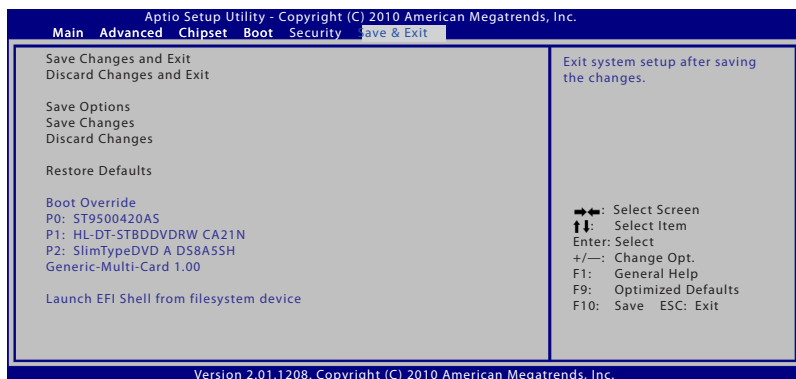 Aptio Setup Utility - Copyright (C) 2010 American Megatrends, Inc.
Main Advanced Chipset Boot Security Save & Exit
Save Changes and Exit
Discard Changes and Exit
Save Options
Save Changes
Discard Changes
Restore Defaults
Boot Override
P0: ST9500420AS
P1: HL-DT-STBDDVDRW CA21N
P2: SlimTypeDVD A DS8A5SH
Generic-Multi-Card 1.00
Launch EFI Shell from filesystem device
Exit system setup after saving
the changes.
→←: Select Screen
↑↓: Select Item
Enter: Select
+/—: Change Opt.
F1: General Help
F9: Optimized Defaults
F10: Save ESC: Exit
Version 2.01.1208. Copyright (C) 2010 American Megatrends, Inc.